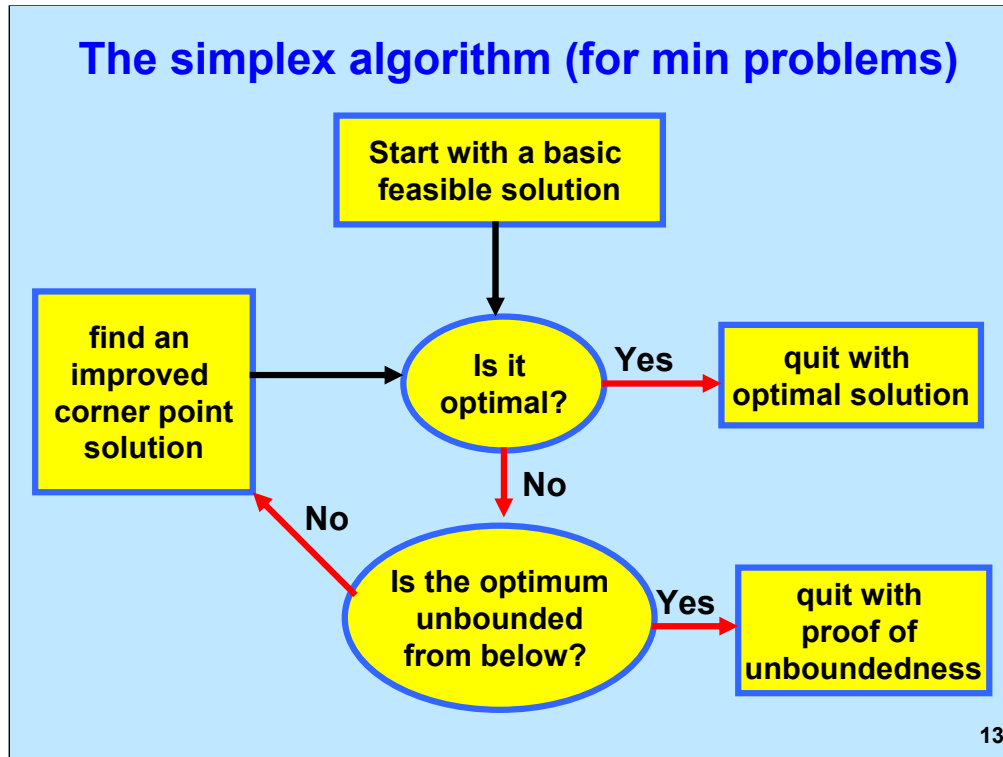 The simplex algorithm (for min problems)
Start with a basic
feasible solution
find an
improved
corner point
solution
Is it
optimal?
Yes
quit with
optimal solution
No
No
Is the optimum
unbounded
from below?
Yes
quit with
proof of
unboundedness
13